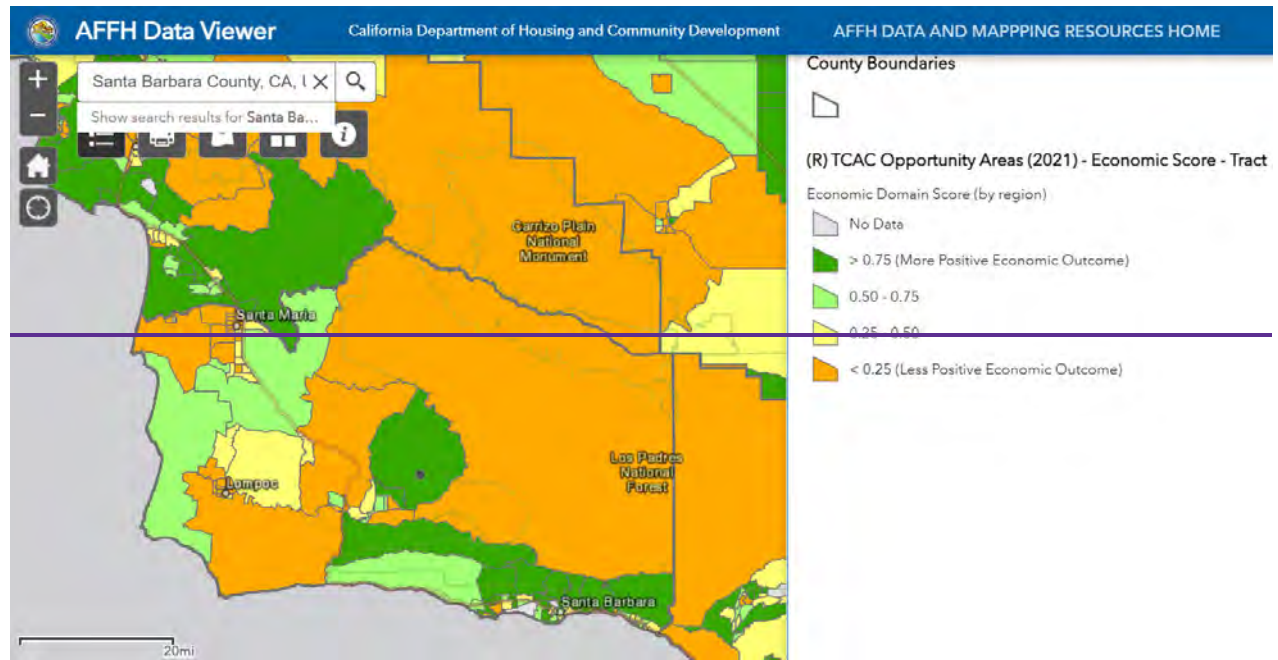 AFFH Data Viewer
California Department of Housing and Community Development
AFFH DATA AND MAPPPING RESOURCES HOME
+
Santa Barbara County, CA, U
Show search results for Santa Ba...
−
County Boundaries
(R) TCAC Opportunity Areas (2021) - Economic Score - Tract
Economic Domain Score (by region)
No Data
> 0.75 (More Positive Economic Outcome)
0.50 - 0.75
0.25 - 0.50
< 0.25 (Less Positive Economic Outcome)
Carrizo Plain
National
Monument
Santa Maria
Lompoc
Los Padres
National
Forest
Santa Barbara
20mi